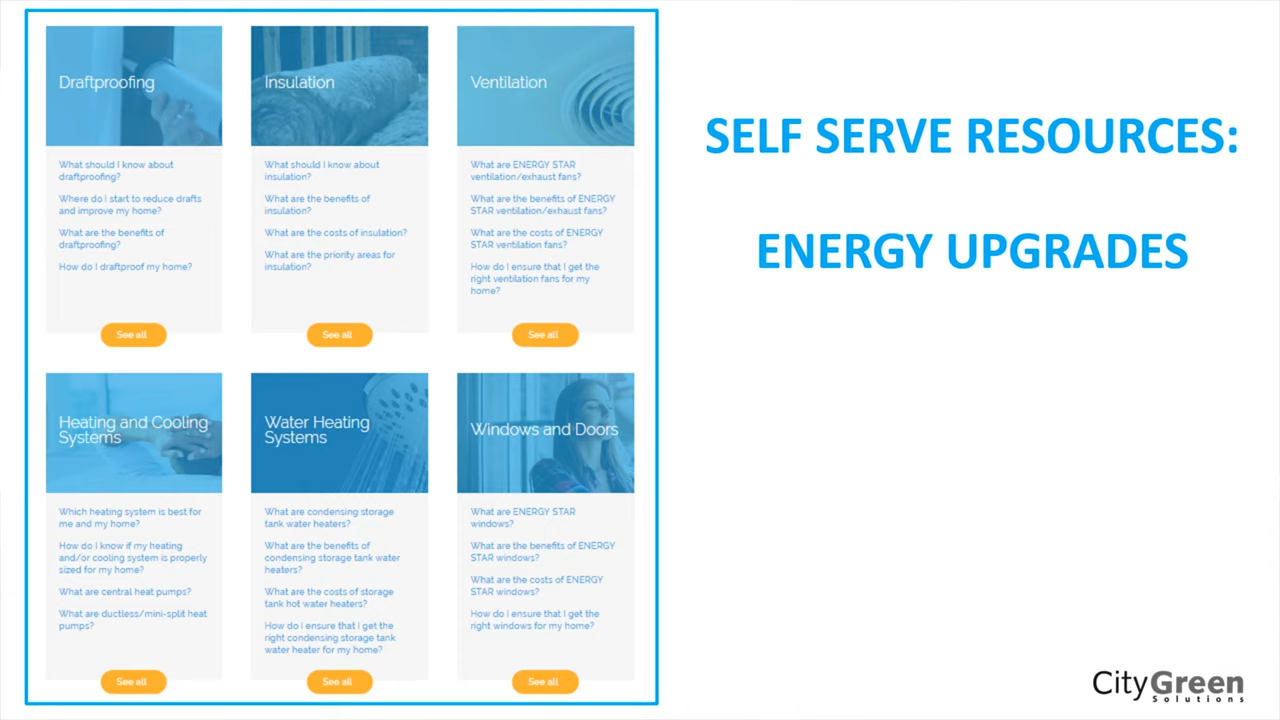 Draftproofing
What should I know about
draftproofing?
Where do I start to reduce drafts
and improve my home?
What are the benefits of
draftproofing?
How do I draftproof my home?
See all
Insulation
What should I know about
insulation?
What are the benefits of
insulation?
What are the costs of insulation?
What are the priority areas for
insulation?
See all
Ventilation
What are ENERGY STAR
ventilation/exhaust fans?
What are the benefits of ENERGY
STAR ventilation/exhaust fans?
What are the costs of ENERGY
STAR ventilation fans?
How do I ensure that I get the
right ventilation fans for my
home?
See all
Heating and Cooling
Systems
Which heating system is best for
me and my home?
How do I know if my heating
and/or cooling system is properly
sized for my home?
What are central heat pumps?
What are ductless/mini-split heat
pumps?
See all
Water Heating
Systems
What are condensing storage
tank water heaters?
What are the benefits of
condensing storage tank water
heaters?
What are the costs of storage
tank hot water heaters?
How do I ensure that I get the
right condensing storage tank
water heater for my home?
See all
Windows and Doors
What are ENERGY STAR
windows?
What are the benefits of ENERGY
STAR windows?
What are the costs of ENERGY
STAR windows?
How do I ensure that I get the
right windows for my home?
See all
SELF SERVE RESOURCES:
ENERGY UPGRADES
CityGreen
Solutions